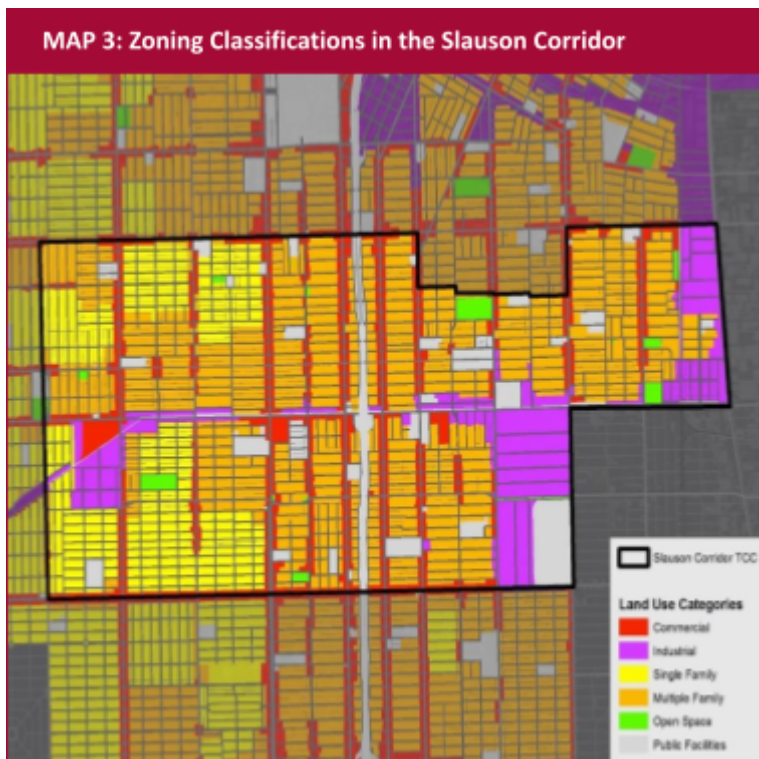 MAP 3: Zoning Classifications in the Slauson Corridor
Slauson Corridor TCC
Land Use Categories
Commercial
Industrial
Single Family
Multiple Family
Open Space
Public Facilities